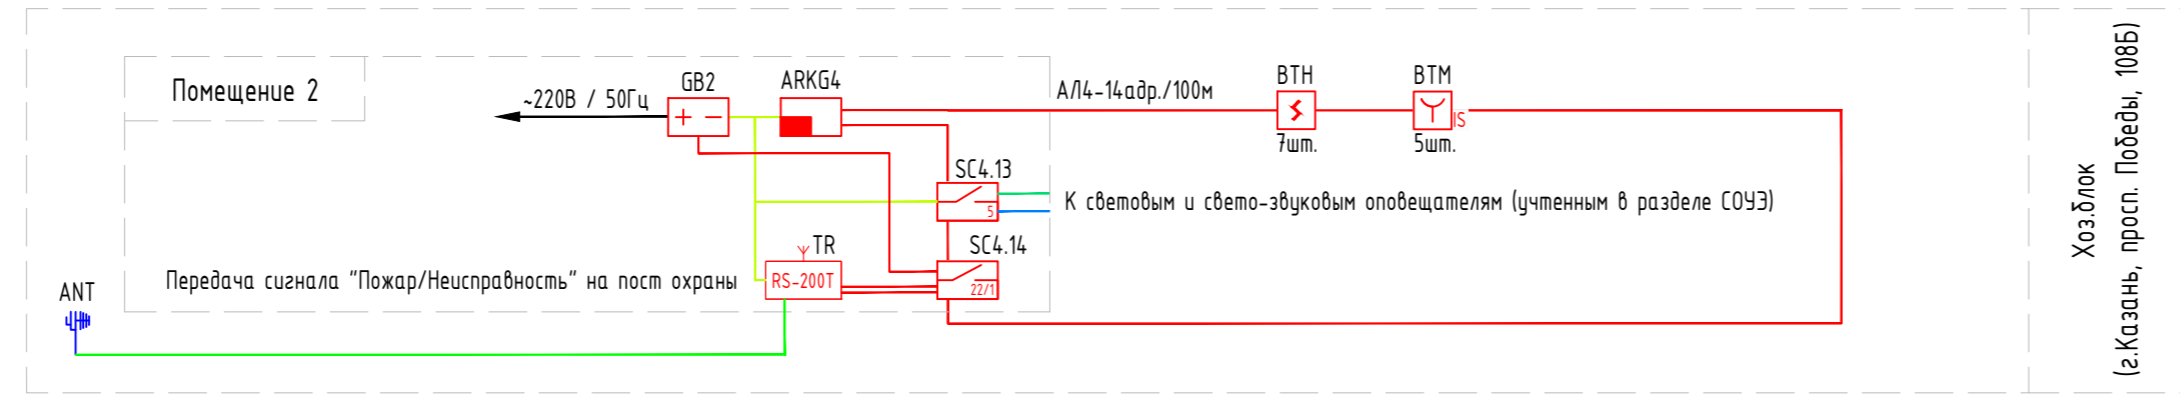 Помещение 2
GB2
ARKG4
~220В / 50Гц
+ −
АЛ4-14адр./100м
BTH
7шт.
BTM
IS
5шт.
SC4.13
5
К световым и свето-звуковым оповещателям (учтенным в разделе СОУЭ)
SC4.14
22/1
TR
RS-200T
Передача сигнала "Пожар/Неисправность" на пост охраны
ANT
Хоз.блок
(г.Казань, просп. Победы, 108Б)